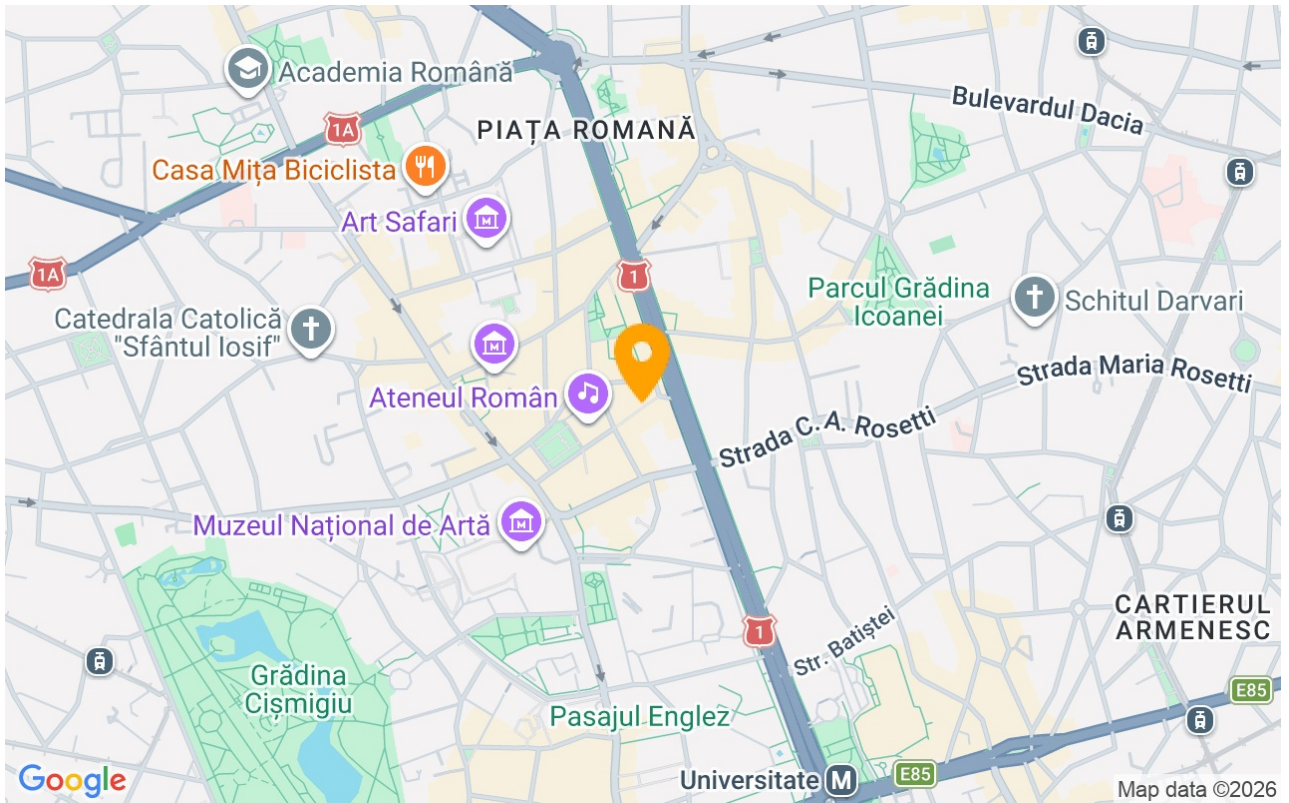 Academia Română
Bulevardul Dacia
1A
PIAȚA ROMANĂ
Casa Mița Biciclista
Art Safari
M
1A
1
Parcul Grădina
Icoanei
Schitul Darvari
Catedrala Catolică
"Sfântul Iosif"
M
Strada Maria Rosetti
Ateneul Român
Strada C. A. Rosetti
Muzeul Național de Artă
M
CARTIERUL
ARMENESC
1
Str. Batiștei
Grădina
Cișmigiu
E85
Pasajul Englez
Universitate M
E85
Google
Map data ©2026